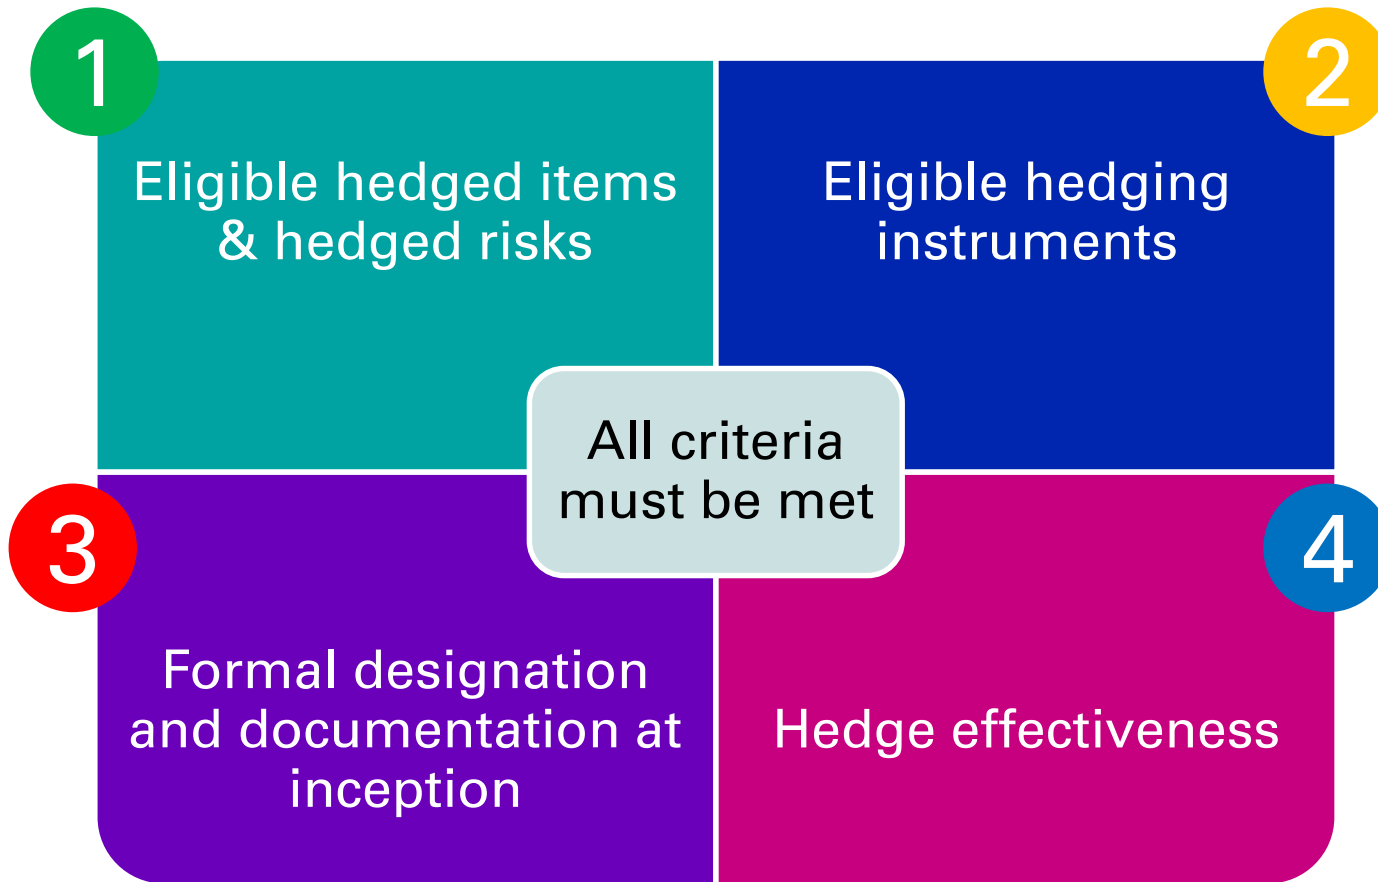 1
Eligible hedged items
& hedged risks
2
Eligible hedging
instruments
All criteria
must be met
3
Formal designation
and documentation at
inception
4
Hedge effectiveness